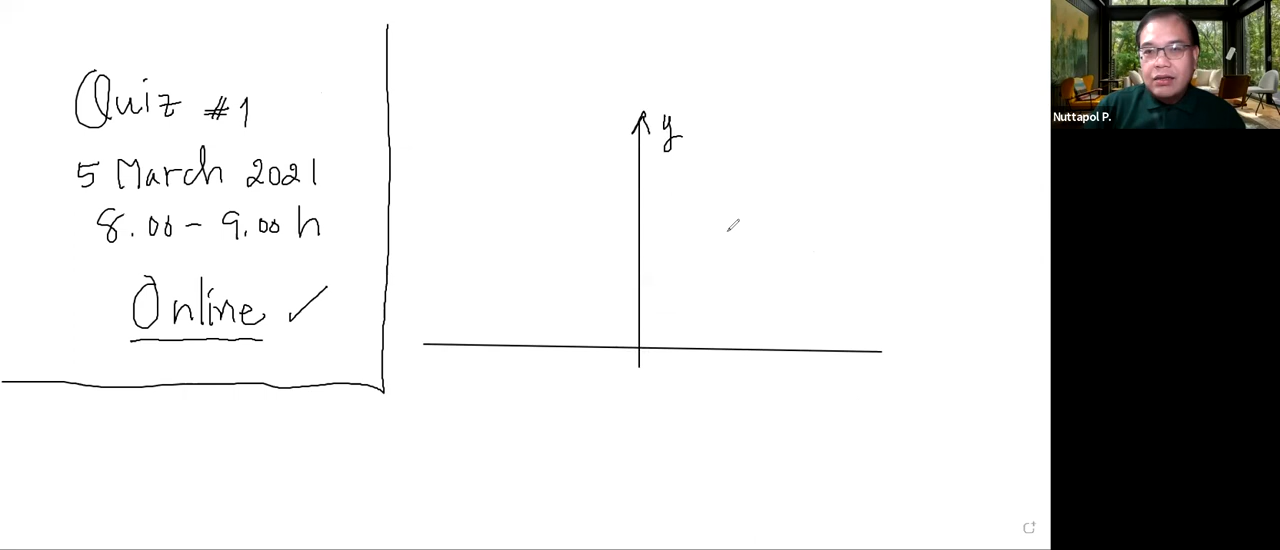 Quiz #1
5 March 2021
8.00 - 9.00 h
Online ✓
y
Nuttapol P.